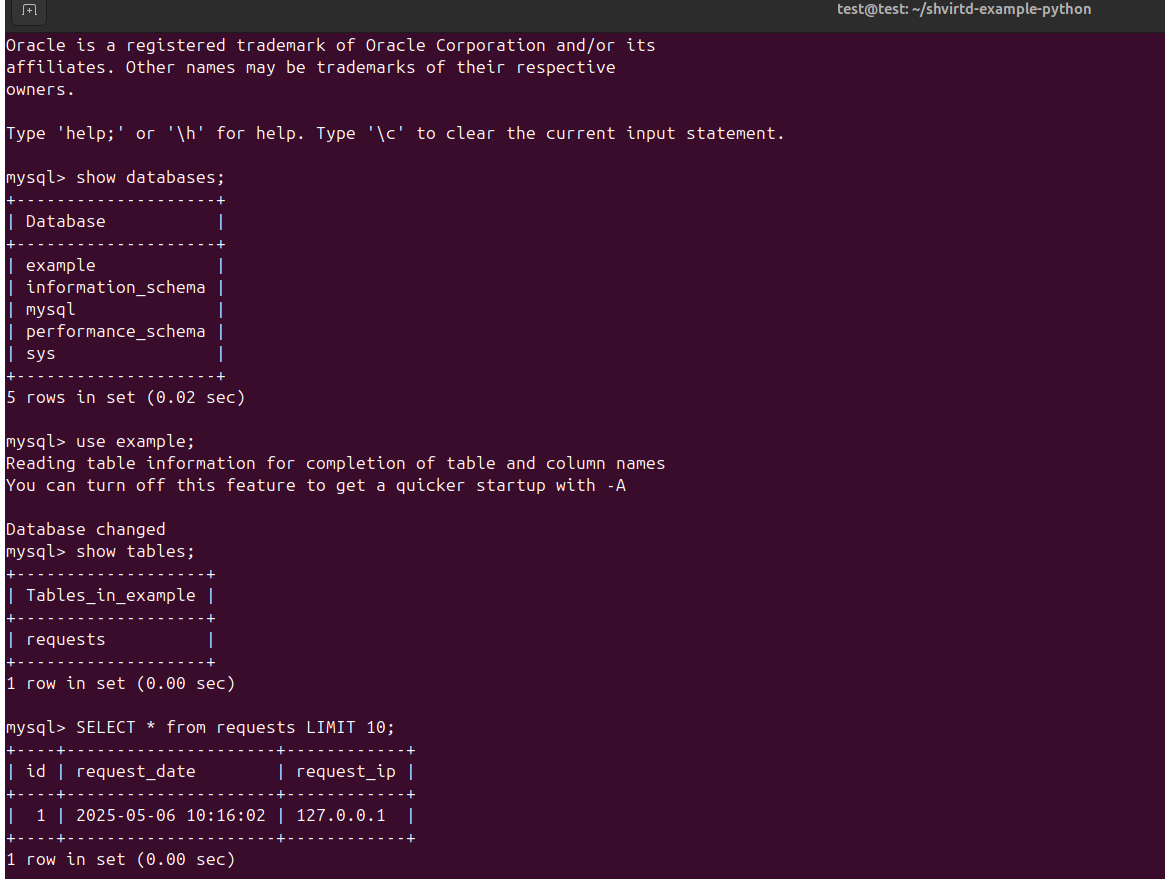 test@test: ~/shvirtd-example-python
Oracle is a registered trademark of Oracle Corporation and/or its
affiliates. Other names may be trademarks of their respective
owners.

Type 'help;' or '\h' for help. Type '\c' to clear the current input statement.

mysql> show databases;
+--------------------+
| Database           |
+--------------------+
| example            |
| information_schema |
| mysql              |
| performance_schema |
| sys                |
+--------------------+
5 rows in set (0.02 sec)

mysql> use example;
Reading table information for completion of table and column names
You can turn off this feature to get a quicker startup with -A

Database changed
mysql> show tables;
+-------------------+
| Tables_in_example |
+-------------------+
| requests          |
+-------------------+
1 row in set (0.00 sec)

mysql> SELECT * from requests LIMIT 10;
+----+---------------------+------------+
| id | request_date        | request_ip |
+----+---------------------+------------+
|  1 | 2025-05-06 10:16:02 | 127.0.0.1  |
+----+---------------------+------------+
1 row in set (0.00 sec)